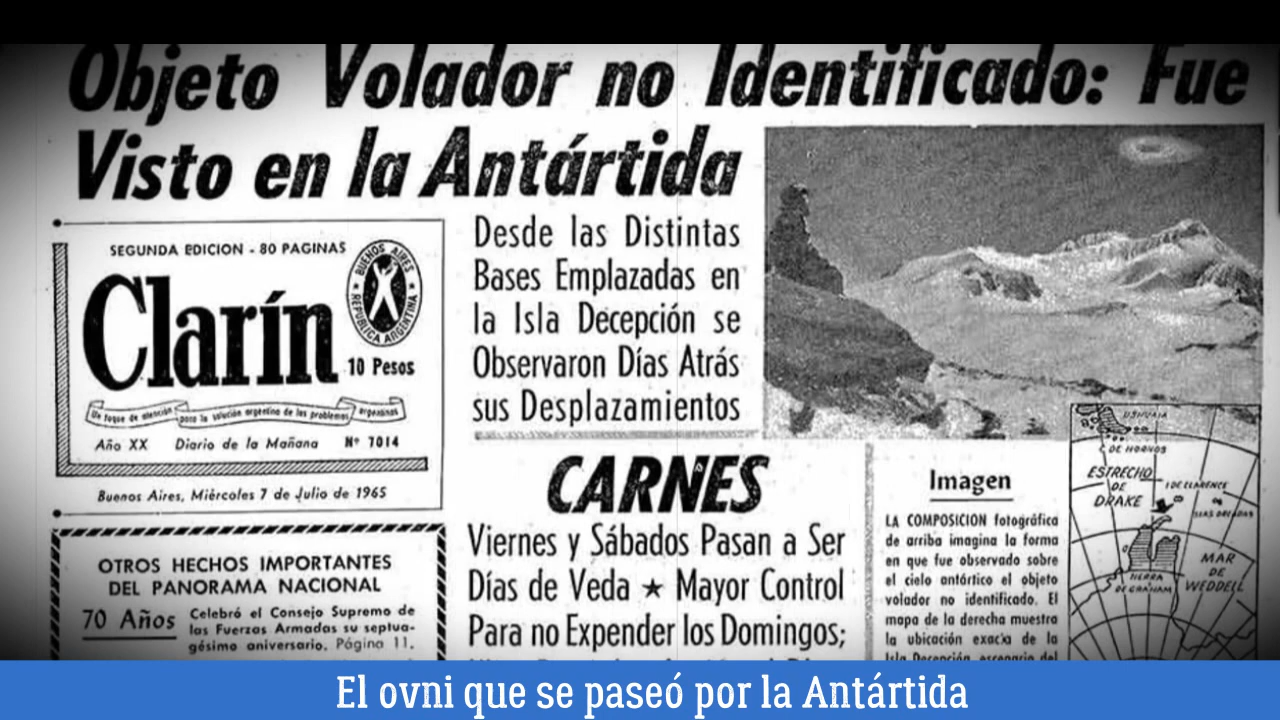 Objeto Volador no Identificado: Fue
Visto en la Antártida
SEGUNDA EDICION - 80 PAGINAS
BUENOS AIRES
REPUBLICA ARGENTINA
Clarín
10 Pesos
Un toque de atención para la solución argentina de los problemas argentinos
Año XX Diario de la Mañana Nº 7014
Buenos Aires, Miércoles 7 de Julio de 1965
OTROS HECHOS IMPORTANTES
DEL PANORAMA NACIONAL
70 Años
Celebró el Consejo Supremo de
las Fuerzas Armadas su septua-
gésimo aniversario. Página 11.
Desde las Distintas
Bases Emplazadas en
la Isla Decepción se
Observaron Días Atrás
sus Desplazamientos
CARNES
Viernes y Sábados Pasan a Ser
Días de Veda ★ Mayor Control
Para no Expender los Domingos;
Imagen
LA COMPOSICION fotográfica
de arriba imagina la forma
en que fue observado sobre
el cielo antártico el objeto
volador no identificado. El
mapa de la derecha muestra
la ubicación exacta de la
Isla Decepción, escenario del
USHUAIA
C. DE HORNOS
ESTRECHO
DE
DRAKE
I. DE CLARENCE
ISLAS ORCADAS
TIERRA
DE GRAHAM
MAR
DE
WEDDELL
El ovni que se paseó por la Antártida